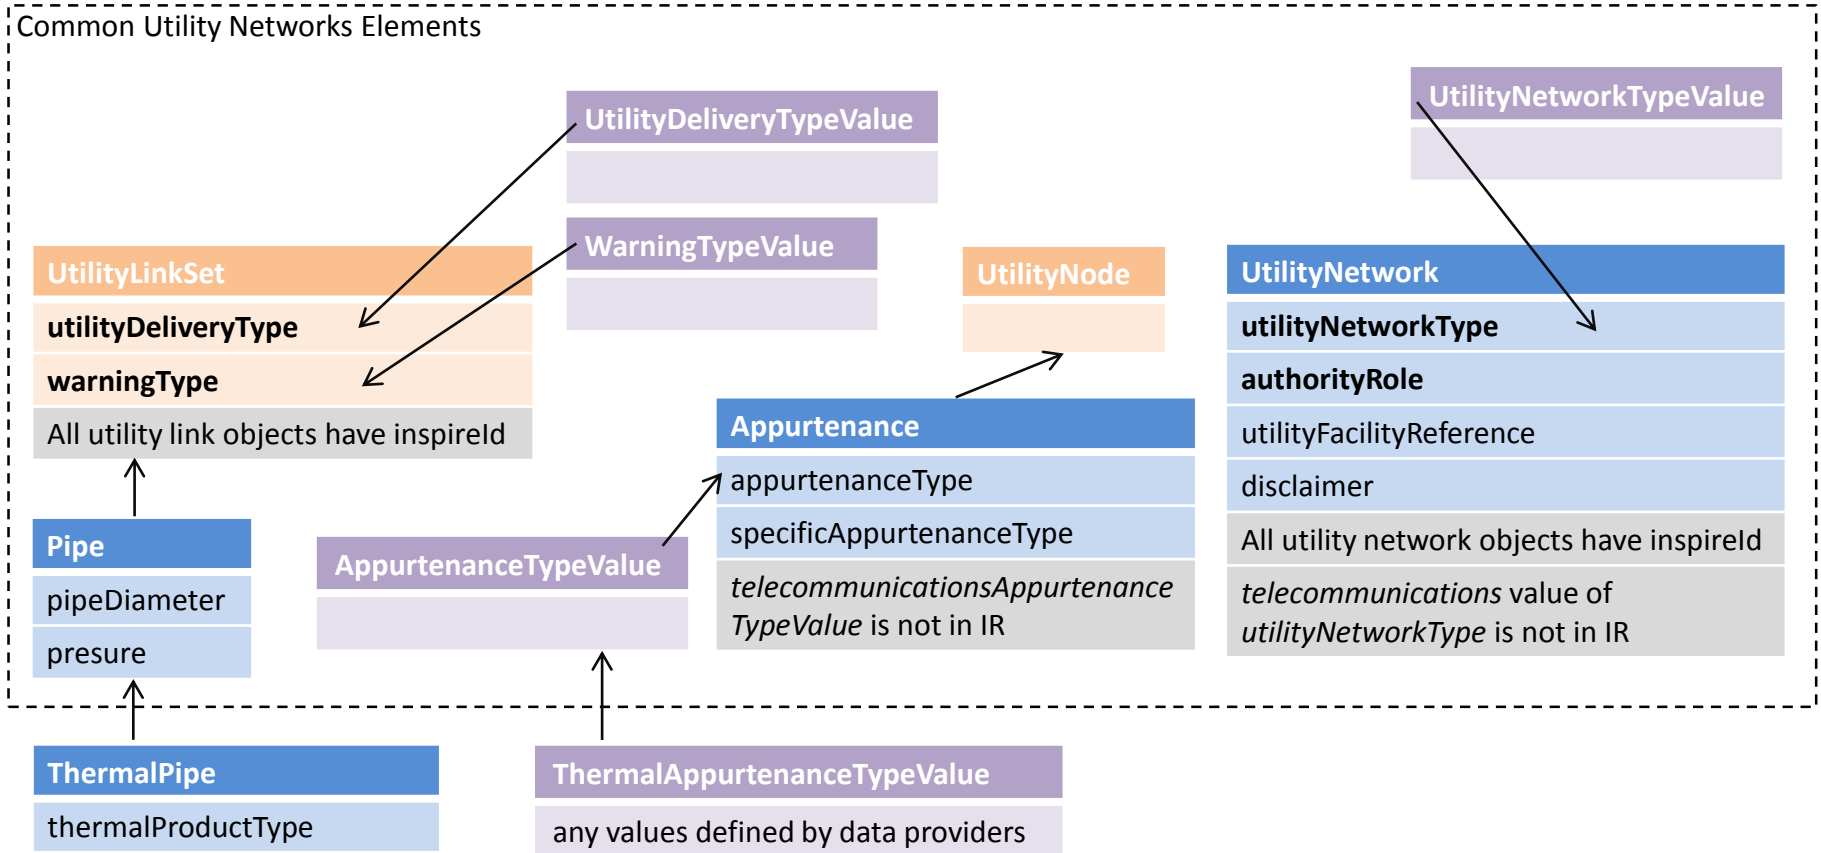 Common Utility Networks Elements
UtilityDeliveryTypeValue
UtilityNetworkTypeValue
WarningTypeValue
UtilityLinkSet
utilityDeliveryType
warningType
All utility link objects have inspireId
UtilityNode
UtilityNetwork
utilityNetworkType
authorityRole
utilityFacilityReference
disclaimer
All utility network objects have inspireId
telecommunications value of
utilityNetworkType is not in IR
Appurtenance
appurtenanceType
specificAppurtenanceType
telecommunicationsAppurtenance
TypeValue is not in IR
Pipe
pipeDiameter
presure
AppurtenanceTypeValue
ThermalPipe
thermalProductType
ThermalAppurtenanceTypeValue
any values defined by data providers